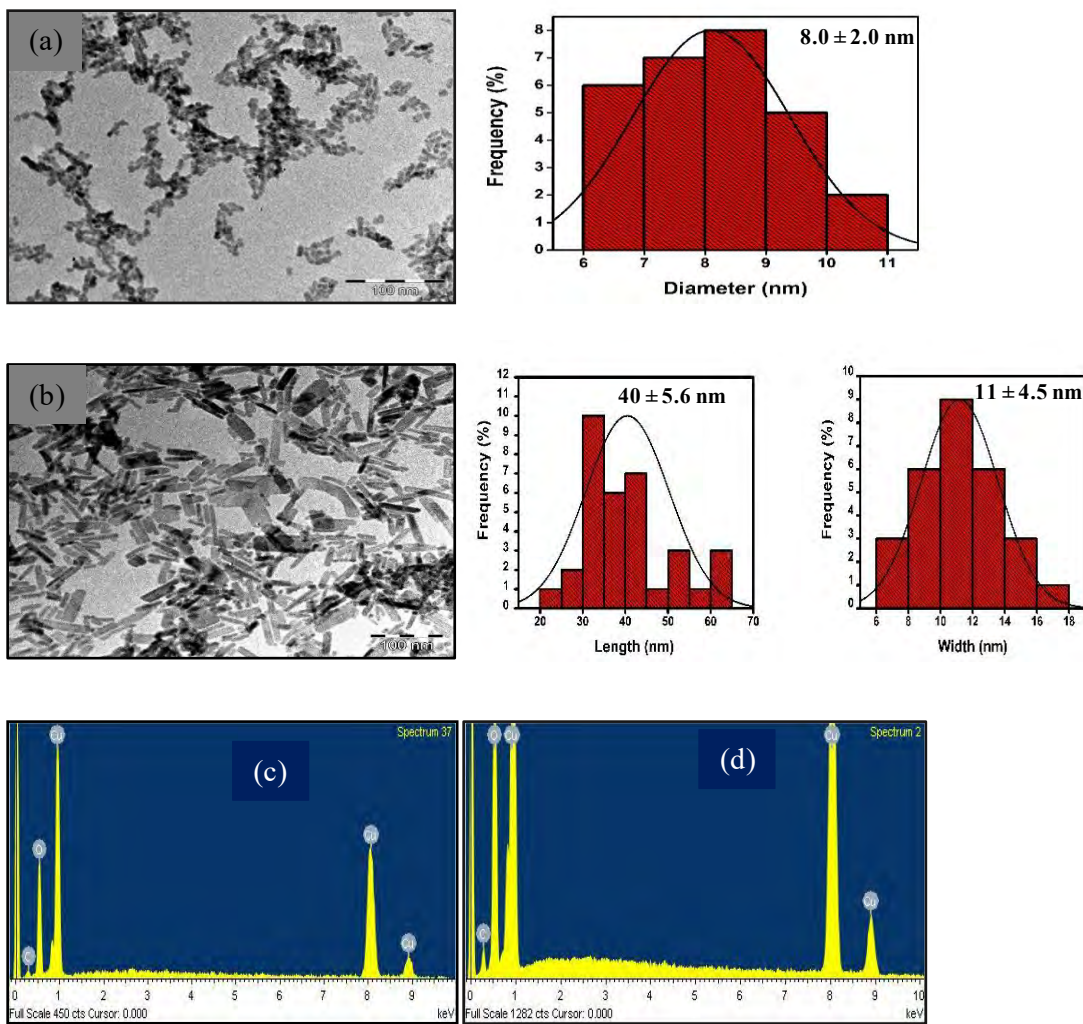 (a)
100 nm
8.0 ± 2.0 nm
Frequency (%)
8
7
6
5
4
3
2
1
0
6 7 8 9 10 11
Diameter (nm)
(b)
100 nm
40 ± 5.6 nm
Frequency (%)
12
11
10
9
8
7
6
5
4
3
2
1
0
20 30 40 50 60 70
Length (nm)
11 ± 4.5 nm
Frequency (%)
10
9
8
7
6
5
4
3
2
1
0
6 8 10 12 14 16 18
Width (nm)
(c)
Spectrum 37
C
O
Cu
Cu
Cu
0 1 2 3 4 5 6 7 8 9
Full Scale 450 cts Cursor: 0.000 keV
(d)
Spectrum 2
C
O
Cu
Cu
Cu
0 1 2 3 4 5 6 7 8 9 10
Full Scale 1282 cts Cursor: 0.000 keV